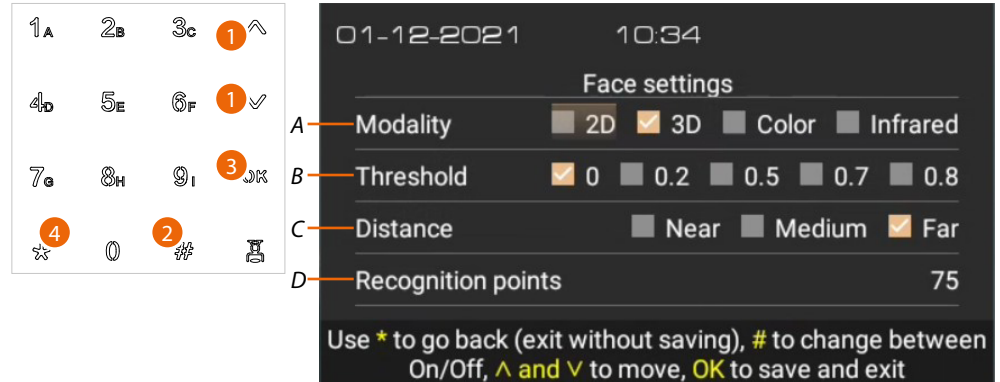 1A 2B 3C 1 ∧
4D 5E 6F 1 ∨
7G 8H 9I 3 OK
4 * 0 2 #
01-12-2021 10:34
Face settings
A Modality 2D 3D Color Infrared
B Threshold 0 0.2 0.5 0.7 0.8
C Distance Near Medium Far
D Recognition points 75
Use * to go back (exit without saving), # to change between
On/Off, ∧ and ∨ to move, OK to save and exit